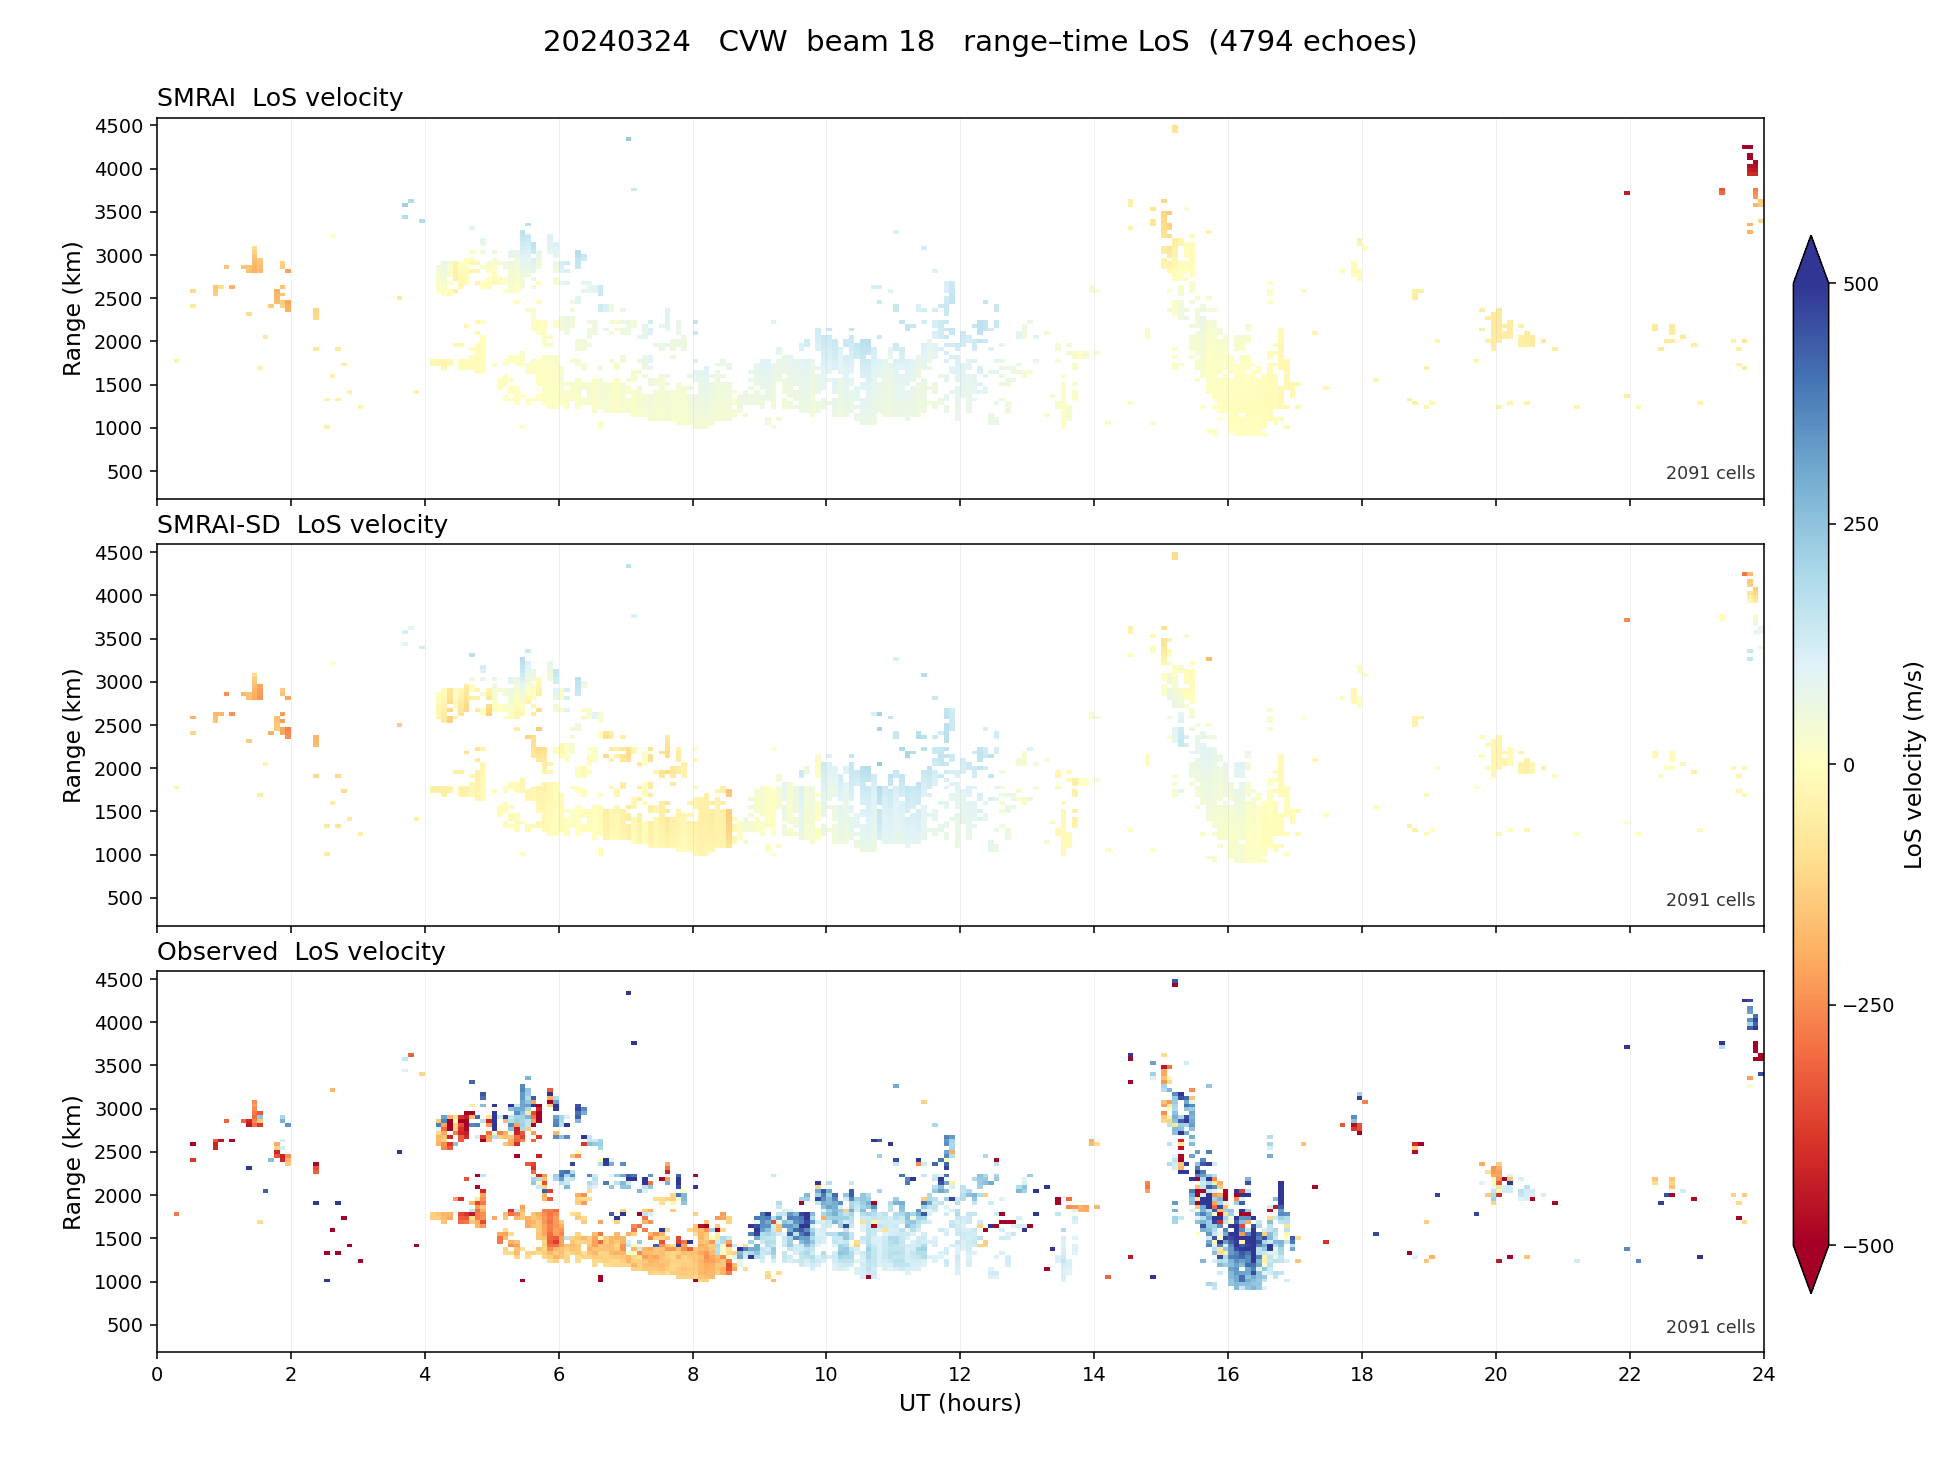 20240324   CVW  beam 18   range–time LoS  (4794 echoes)
SMRAI  LoS velocity
4500
4000
3500
3000
2500
2000
1500
1000
500
Range (km)
2091 cells
SMRAI-SD  LoS velocity
4500
4000
3500
3000
2500
2000
1500
1000
500
Range (km)
2091 cells
Observed  LoS velocity
4500
4000
3500
3000
2500
2000
1500
1000
500
Range (km)
2091 cells
0 2 4 6 8 10 12 14 16 18 20 22 24
UT (hours)
500
250
0
−250
−500
LoS velocity (m/s)